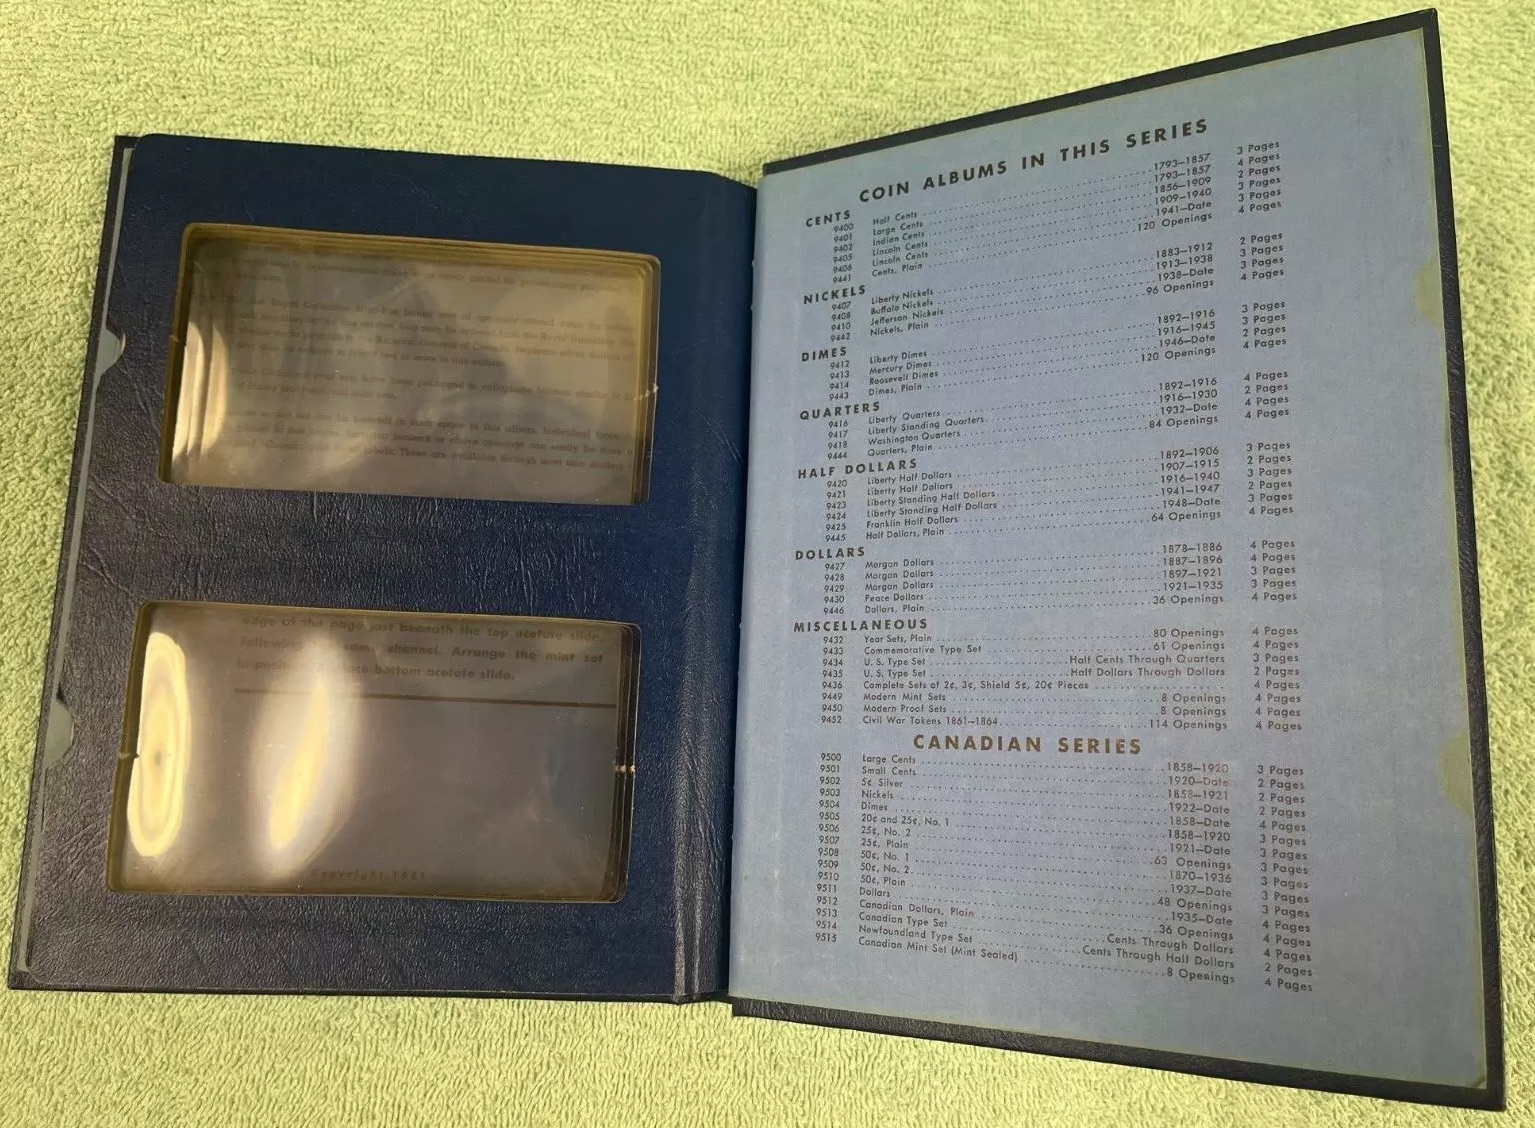 edge of the page just beneath the top acetate slide,
following the same channel. Arrange the mint set
in position, replace bottom acetate slide.
Copyright 1961
COIN ALBUMS IN THIS SERIES
CENTS
9400 Half Cents 1793–1857 3 Pages
9401 Large Cents 1793–1857 4 Pages
9402 Indian Cents 1856–1909 2 Pages
9405 Lincoln Cents 1909–1940 3 Pages
9406 Lincoln Cents 1941–Date 3 Pages
9441 Cents, Plain 120 Openings 4 Pages
NICKELS
9407 Liberty Nickels 1883–1912 2 Pages
9408 Buffalo Nickels 1913–1938 3 Pages
9410 Jefferson Nickels 1938–Date 3 Pages
9442 Nickels, Plain 96 Openings 4 Pages
DIMES
9412 Liberty Dimes 1892–1916 3 Pages
9413 Mercury Dimes 1916–1945 3 Pages
9414 Roosevelt Dimes 1946–Date 2 Pages
9443 Dimes, Plain 120 Openings 4 Pages
QUARTERS
9416 Liberty Quarters 1892–1916 4 Pages
9417 Liberty Standing Quarters 1916–1930 2 Pages
9418 Washington Quarters 1932–Date 4 Pages
9444 Quarters, Plain 84 Openings 4 Pages
HALF DOLLARS
9420 Liberty Half Dollars 1892–1906 3 Pages
9421 Liberty Half Dollars 1907–1915 2 Pages
9423 Liberty Standing Half Dollars 1916–1940 3 Pages
9424 Liberty Standing Half Dollars 1941–1947 2 Pages
9425 Franklin Half Dollars 1948–Date 3 Pages
9445 Half Dollars, Plain 64 Openings 4 Pages
DOLLARS
9427 Morgan Dollars 1878–1886 4 Pages
9428 Morgan Dollars 1887–1896 4 Pages
9429 Morgan Dollars 1897–1921 3 Pages
9430 Peace Dollars 1921–1935 3 Pages
9446 Dollars, Plain 36 Openings 4 Pages
MISCELLANEOUS
9432 Year Sets, Plain 80 Openings 4 Pages
9433 Commemorative Type Set 61 Openings 4 Pages
9434 U. S. Type Set Half Cents Through Quarters 3 Pages
9435 U. S. Type Set Half Dollars Through Dollars 2 Pages
9436 Complete Sets of 2¢, 3¢, Shield 5¢, 20¢ Pieces 4 Pages
9449 Modern Mint Sets 8 Openings 4 Pages
9450 Modern Proof Sets 8 Openings 4 Pages
9452 Civil War Tokens 1861–1864 114 Openings 4 Pages
CANADIAN SERIES
9500 Large Cents 1858–1920 3 Pages
9501 Small Cents 1920–Date 2 Pages
9502 5¢ Silver 1858–1921 2 Pages
9503 Nickels 1922–Date 2 Pages
9504 Dimes 1858–Date 4 Pages
9505 20¢ and 25¢, No. 1 1858–1920 3 Pages
9506 25¢, No. 2 1921–Date 3 Pages
9507 25¢, Plain 63 Openings 3 Pages
9508 50¢, No. 1 1870–1936 3 Pages
9509 50¢, No. 2 1937–Date 3 Pages
9510 50¢, Plain 48 Openings 3 Pages
9511 Dollars 1935–Date 4 Pages
9512 Canadian Dollars, Plain 36 Openings 4 Pages
9513 Canadian Type Set Cents Through Dollars 4 Pages
9514 Newfoundland Type Set Cents Through Half Dollars 2 Pages
9515 Canadian Mint Set (Mint Sealed) 8 Openings 4 Pages